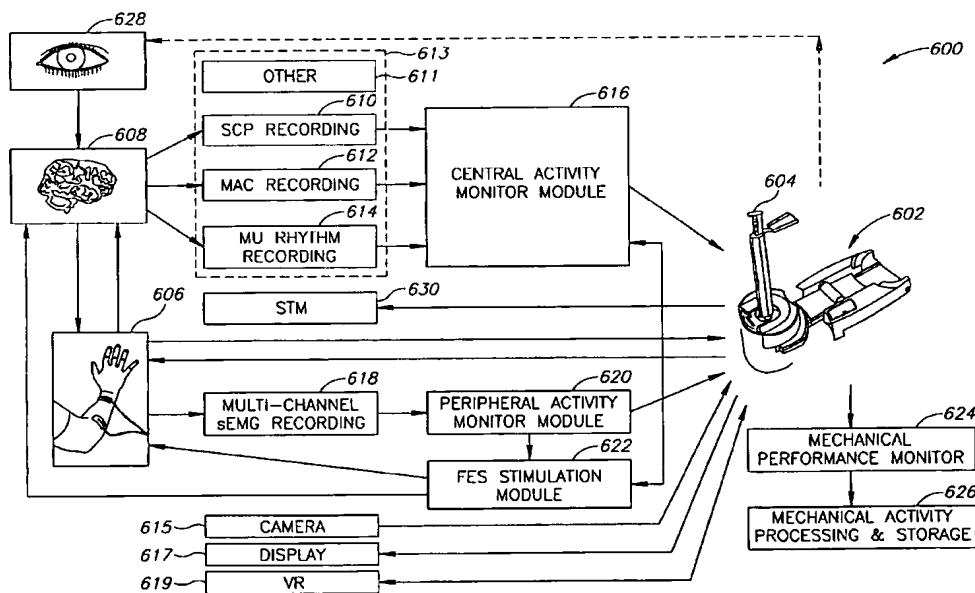 628
613
600
OTHER
611
610
616
608
SCP RECORDING
612
MAC RECORDING
CENTRAL ACTIVITY
MONITOR MODULE
604
602
614
MU RHYTHM
RECORDING
606
630
STM
618
620
MULTI-CHANNEL
sEMG RECORDING
PERIPHERAL ACTIVITY
MONITOR MODULE
624
622
MECHANICAL
PERFORMANCE MONITOR
FES STIMULATION
MODULE
626
615
CAMERA
MECHANICAL ACTIVITY
PROCESSING & STORAGE
617
DISPLAY
619
VR